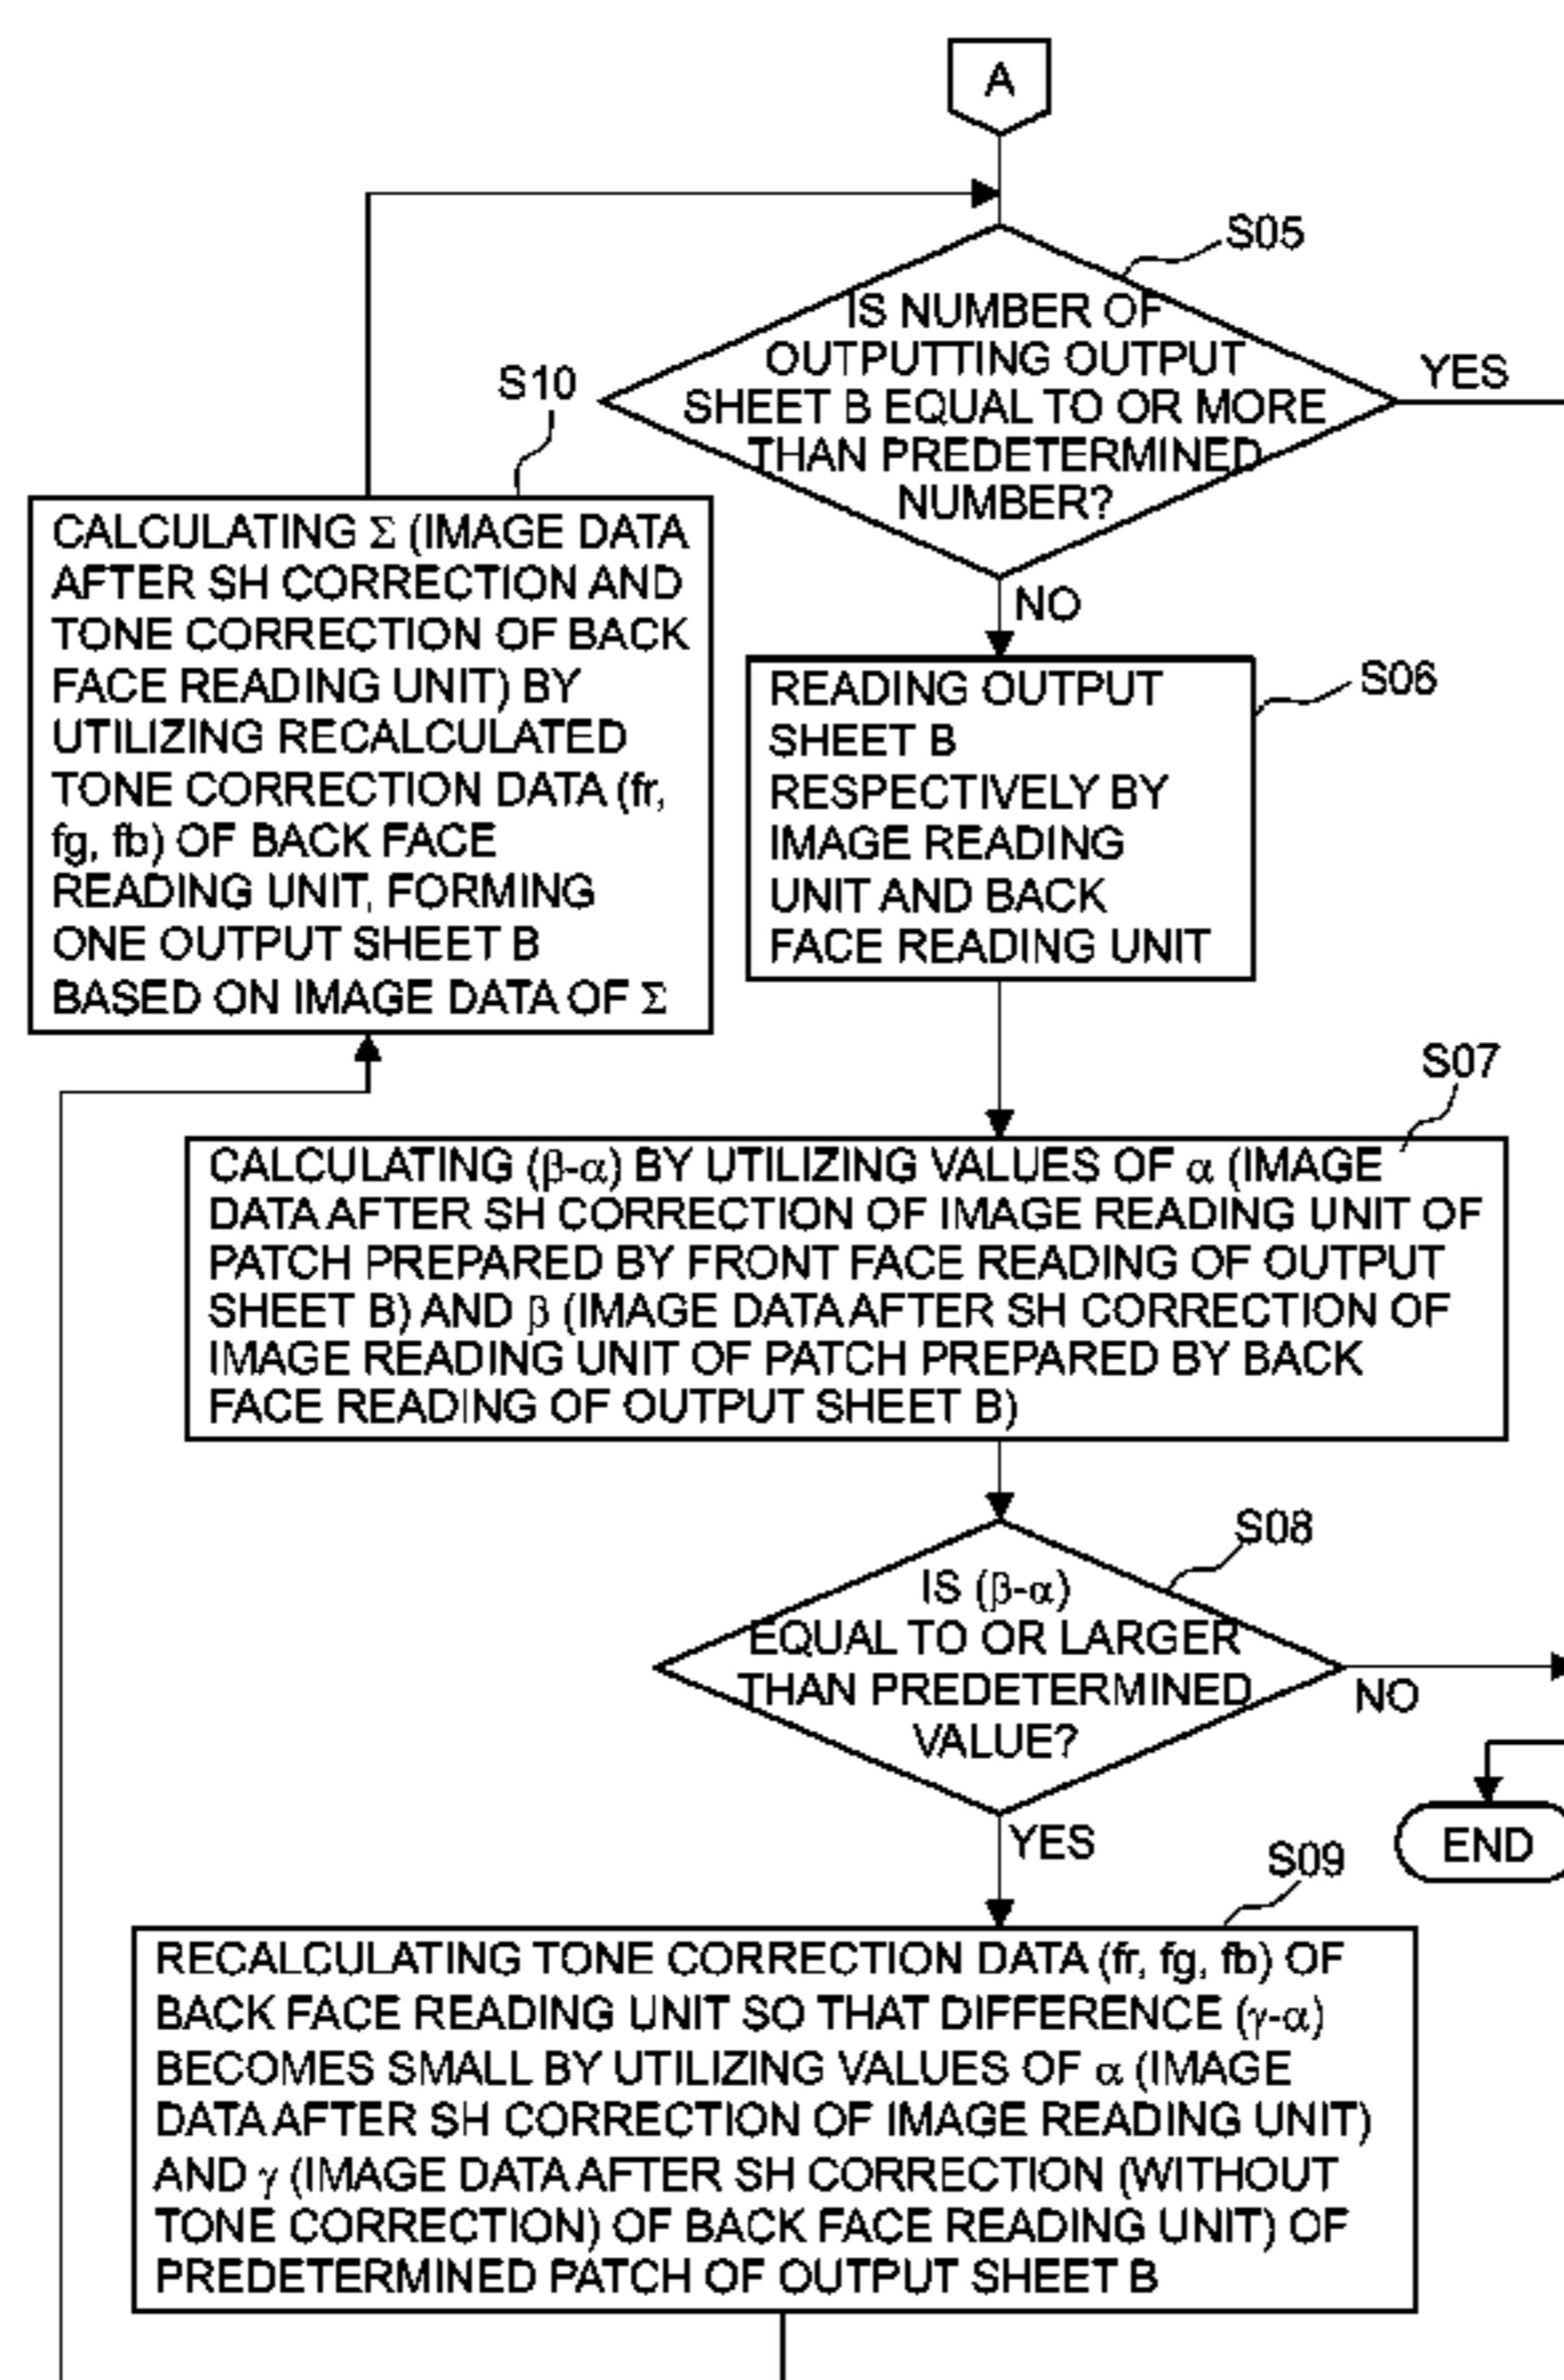 A
S05
IS NUMBER OF
OUTPUTTING OUTPUT
SHEET B EQUAL TO OR MORE
THAN PREDETERMINED
NUMBER?
YES
NO
S10
CALCULATING Σ (IMAGE DATA
AFTER SH CORRECTION AND
TONE CORRECTION OF BACK
FACE READING UNIT) BY
UTILIZING RECALCULATED
TONE CORRECTION DATA (fr,
fg, fb) OF BACK FACE
READING UNIT, FORMING
ONE OUTPUT SHEET B
BASED ON IMAGE DATA OF Σ
S06
READING OUTPUT
SHEET B
RESPECTIVELY BY
IMAGE READING
UNIT AND BACK
FACE READING UNIT
S07
CALCULATING (β-α) BY UTILIZING VALUES OF α (IMAGE
DATA AFTER SH CORRECTION OF IMAGE READING UNIT OF
PATCH PREPARED BY FRONT FACE READING OF OUTPUT
SHEET B) AND β (IMAGE DATA AFTER SH CORRECTION OF
IMAGE READING UNIT OF PATCH PREPARED BY BACK
FACE READING OF OUTPUT SHEET B)
S08
IS (β-α)
EQUAL TO OR LARGER
THAN PREDETERMINED
VALUE?
NO
YES
END
S09
RECALCULATING TONE CORRECTION DATA (fr, fg, fb) OF
BACK FACE READING UNIT SO THAT DIFFERENCE (γ-α)
BECOMES SMALL BY UTILIZING VALUES OF α (IMAGE
DATA AFTER SH CORRECTION OF IMAGE READING UNIT)
AND γ (IMAGE DATA AFTER SH CORRECTION (WITHOUT
TONE CORRECTION) OF BACK FACE READING UNIT) OF
PREDETERMINED PATCH OF OUTPUT SHEET B